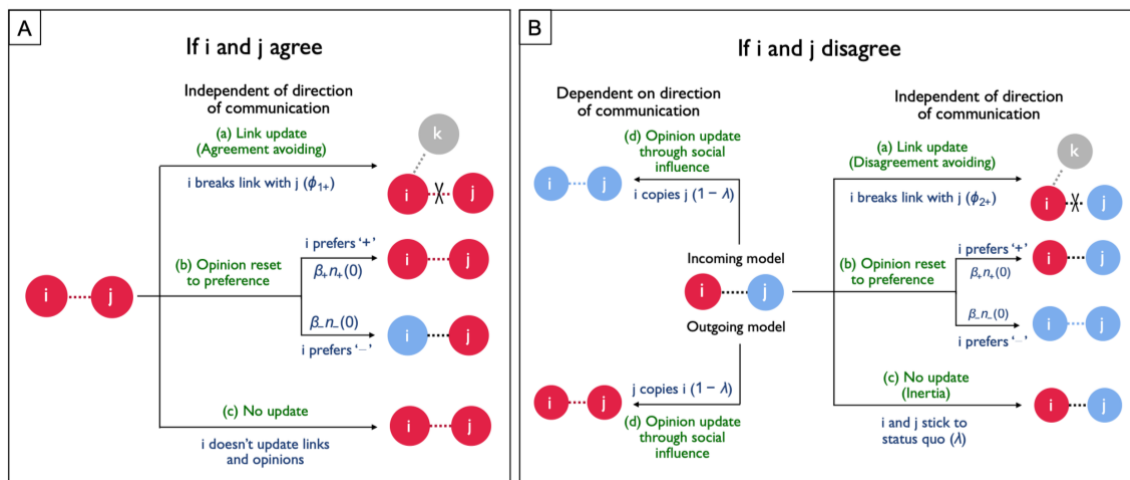 A
If i and j agree
Independent of direction
of communication
(a) Link update
(Agreement avoiding)
i breaks link with j (ϕ₁₊)
k
i
j
(b) Opinion reset
to preference
i prefers '+'
β₊n₊(0)
i
j
i
j
β₋n₋(0)
i prefers '−'
i
j
(c) No update
i doesn't update links
and opinions
i
j
B
If i and j disagree
Dependent on direction
of communication
(d) Opinion update
through social
influence
i copies j (1 − λ)
i
j
Incoming model
i
j
Outgoing model
j copies i (1 − λ)
i
j
(d) Opinion update
through social
influence
Independent of direction
of communication
(a) Link update
(Disagreement avoiding)
i breaks link with j (ϕ₂₊)
k
i
j
(b) Opinion reset
to preference
i prefers '+'
β₊n₊(0)
i
j
β₋n₋(0)
i prefers '−'
i
j
(c) No update
(Inertia)
i and j stick to
status quo (λ)
i
j